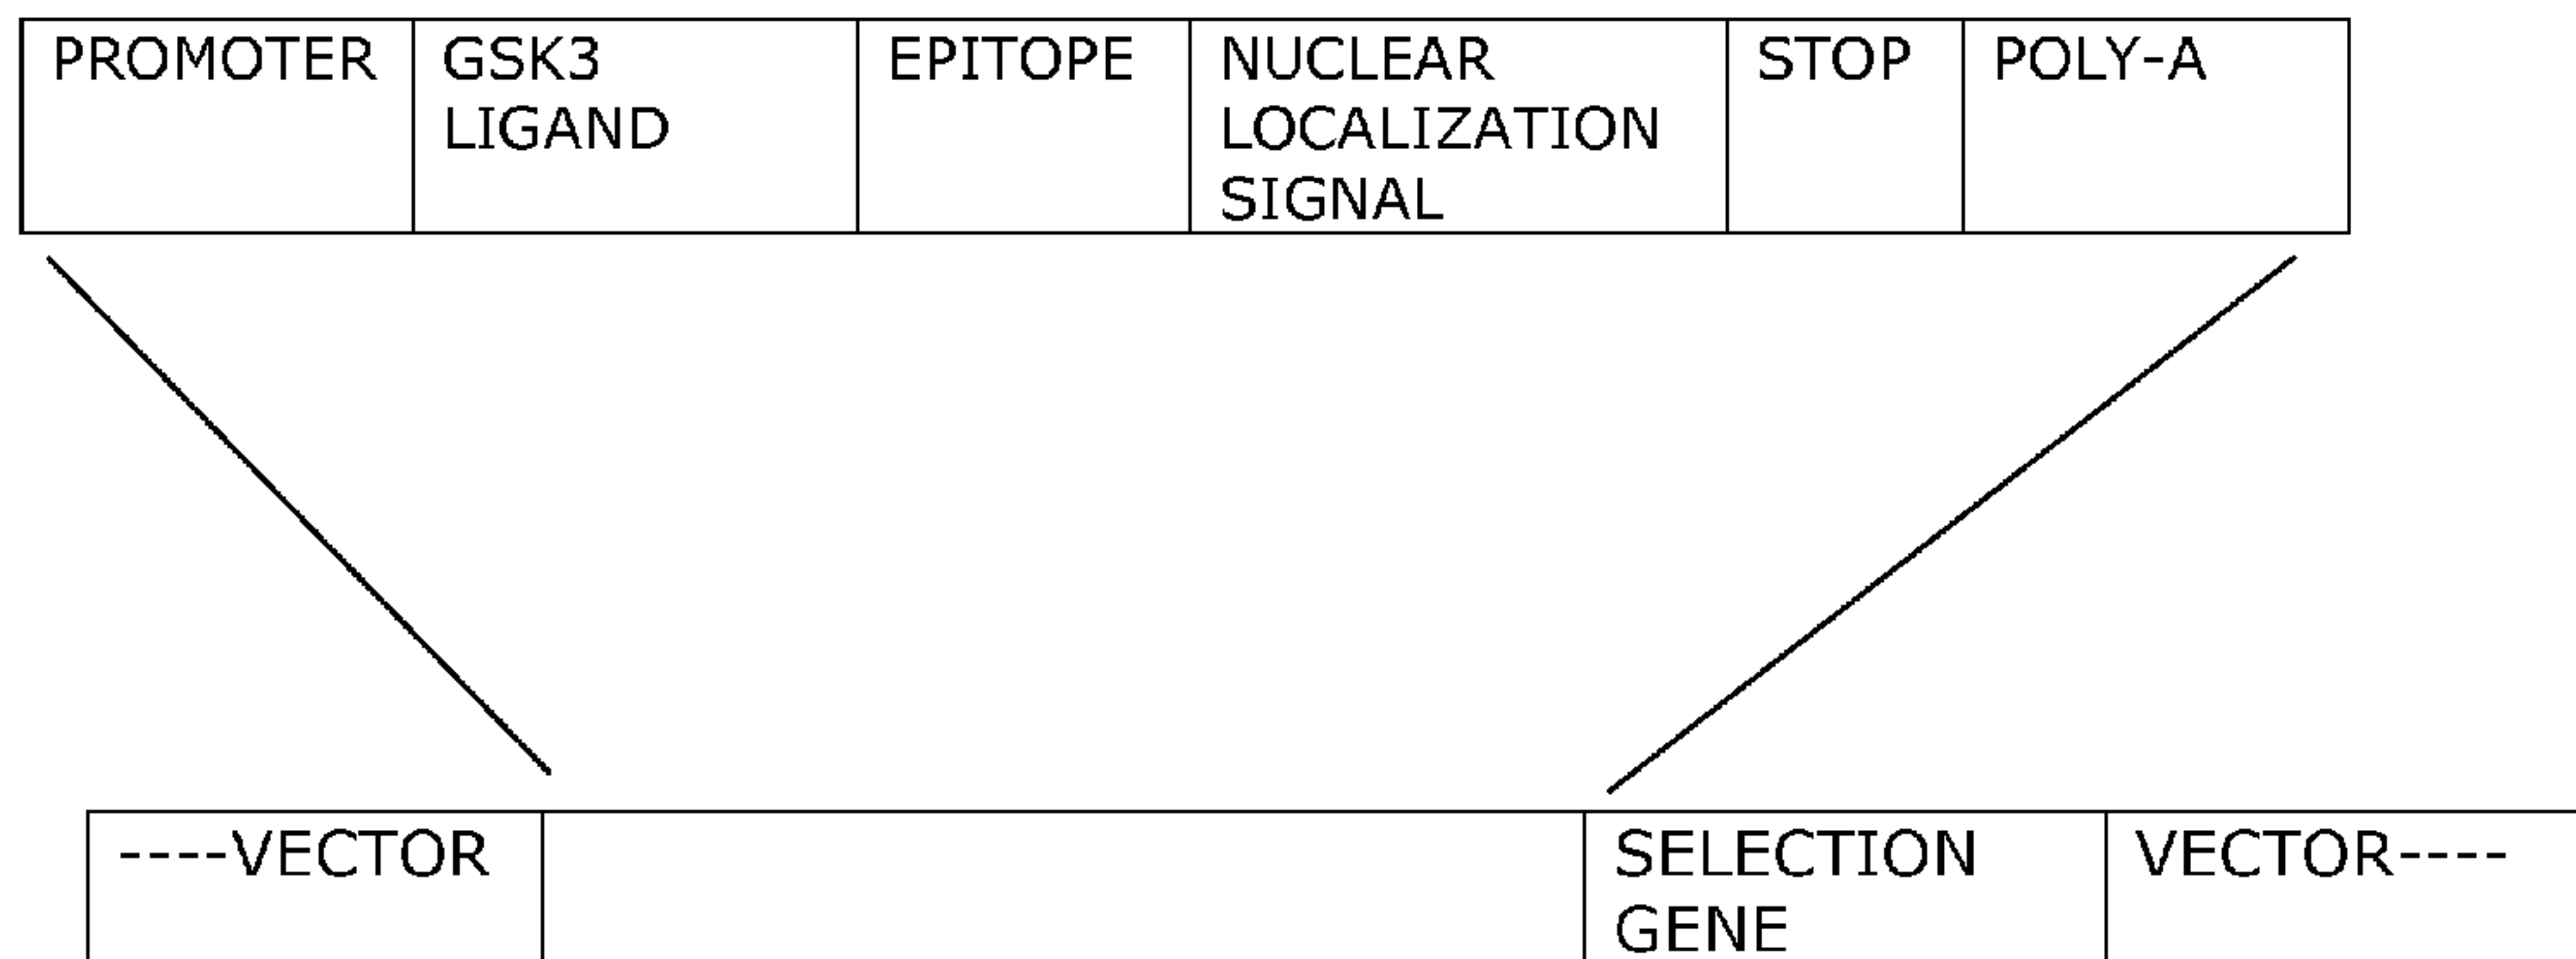 PROMOTER
GSK3
LIGAND
EPITOPE
NUCLEAR
LOCALIZATION
SIGNAL
STOP
POLY-A
----VECTOR
SELECTION
GENE
VECTOR----